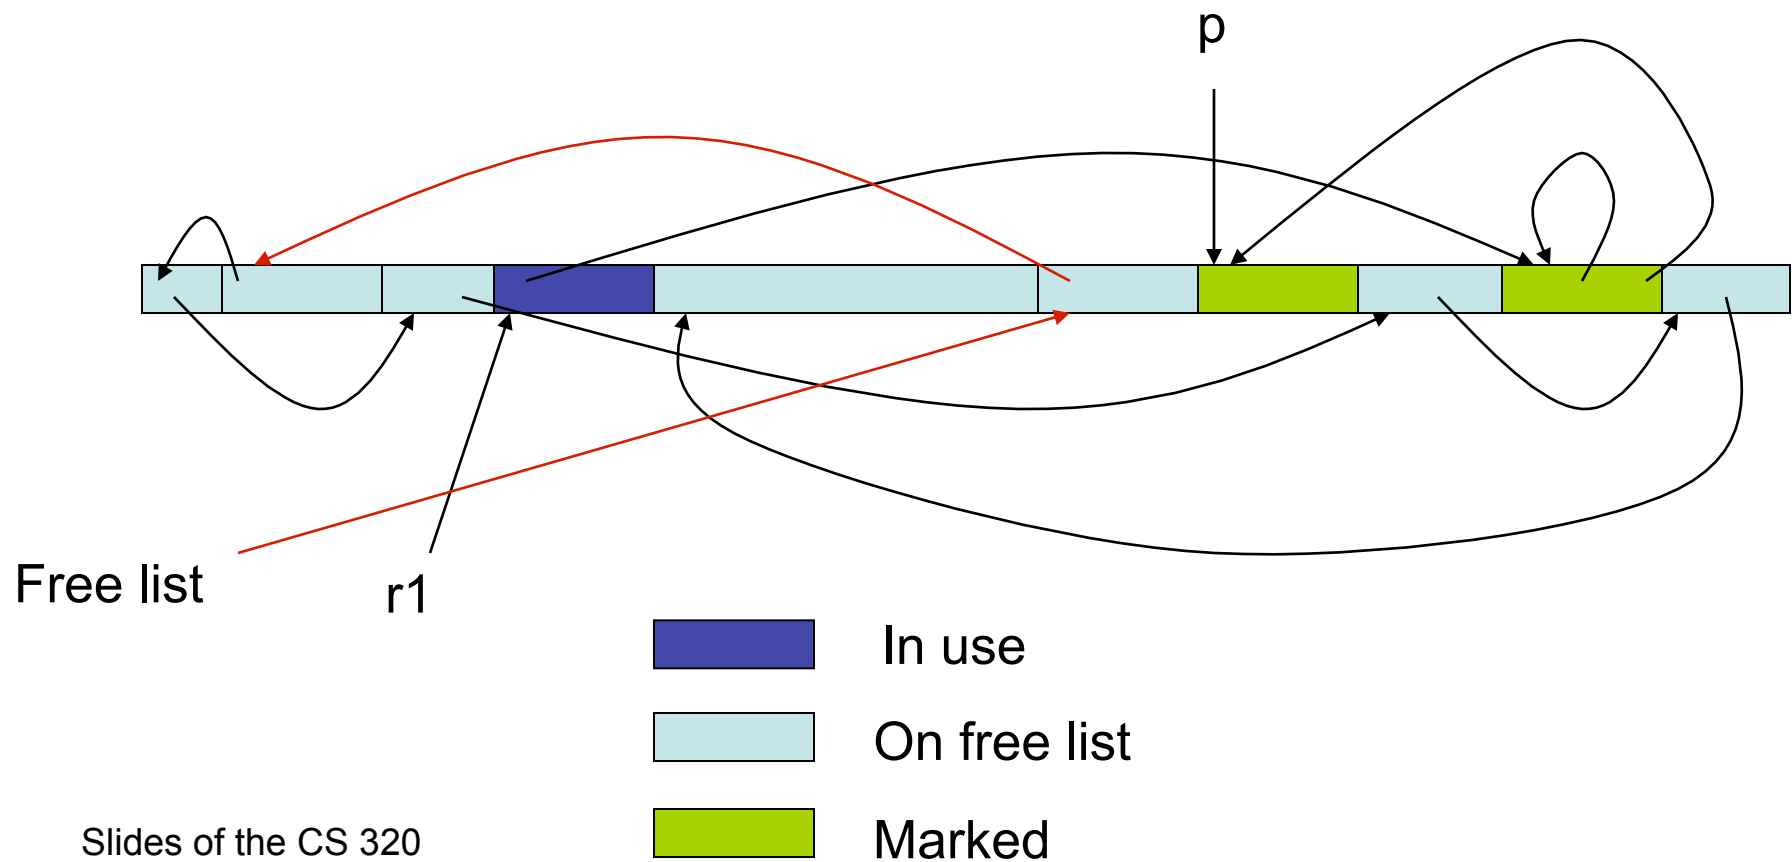 p
Free list
r1
In use
On free list
Marked
Slides of the CS 320